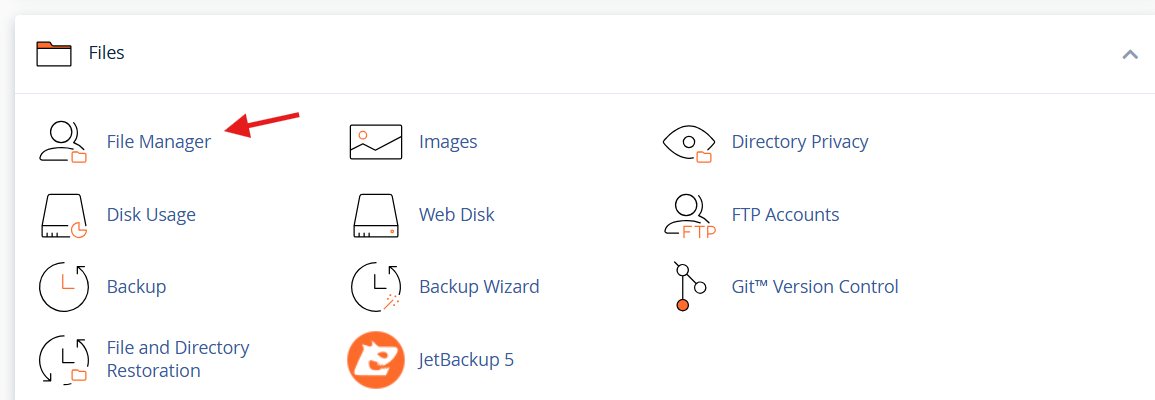 Files
File Manager
Images
Directory Privacy
Disk Usage
Web Disk
FTP
FTP Accounts
Backup
Backup Wizard
Git™ Version Control
File and Directory
Restoration
JetBackup 5